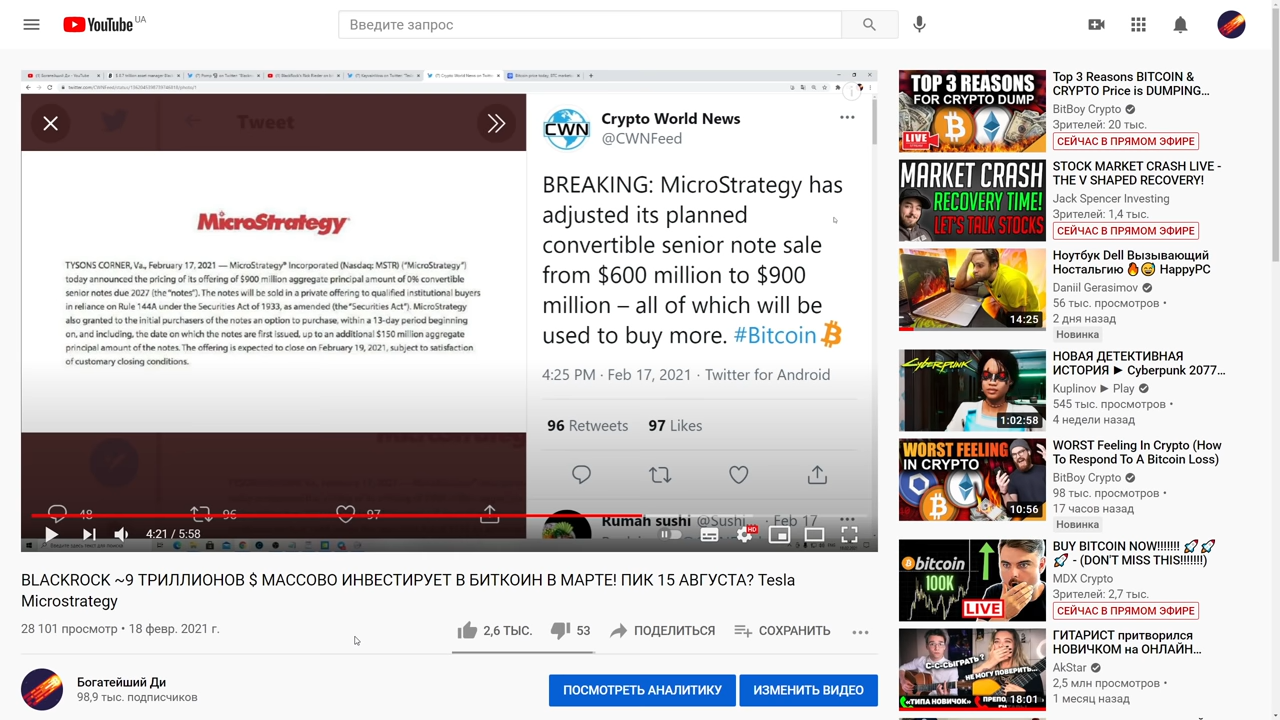 YouTube UA
Введите запрос
Tweet
MicroStrategy
TYSONS CORNER, Va., February 17, 2021 — MicroStrategy® Incorporated (Nasdaq: MSTR) ("MicroStrategy")
today announced the pricing of its offering of $900 million aggregate principal amount of 0% convertible
senior notes due 2027 (the "notes"). The notes will be sold in a private offering to qualified institutional buyers
in reliance on Rule 144A under the Securities Act of 1933, as amended (the "Securities Act"). MicroStrategy
also granted to the initial purchasers of the notes an option to purchase, within a 13-day period beginning
on, and including, the date on which the notes are first issued, up to an additional $150 million aggregate
principal amount of the notes. The offering is expected to close on February 19, 2021, subject to satisfaction
of customary closing conditions.
48 96 97
CWN
Crypto World News
@CWNFeed
BREAKING: MicroStrategy has
adjusted its planned
convertible senior note sale
from $600 million to $900
million – all of which will be
used to buy more. #Bitcoin
4:25 PM · Feb 17, 2021 · Twitter for Android
96 Retweets 97 Likes
Rumah sushi @Sushi · Feb 17
4:21 / 5:58
HD
BLACKROCK ~9 ТРИЛЛИОНОВ $ МАССОВО ИНВЕСТИРУЕТ В БИТКОИН В МАРТЕ! ПИК 15 АВГУСТА? Tesla
Microstrategy
28 101 просмотр • 18 февр. 2021 г.
2,6 ТЫС. 53 ПОДЕЛИТЬСЯ СОХРАНИТЬ
Богатейший Ди
98,9 тыс. подписчиков
ПОСМОТРЕТЬ АНАЛИТИКУ
ИЗМЕНИТЬ ВИДЕО
TOP 3 REASONS
FOR CRYPTO DUMP
LIVE
Top 3 Reasons BITCOIN &
CRYPTO Price is DUMPING...
BitBoy Crypto
Зрителей: 20 тыс.
СЕЙЧАС В ПРЯМОМ ЭФИРЕ
MARKET CRASH
RECOVERY TIME!
LET'S TALK STOCKS
STOCK MARKET CRASH LIVE -
THE V SHAPED RECOVERY!
Jack Spencer Investing
Зрителей: 1,4 тыс.
СЕЙЧАС В ПРЯМОМ ЭФИРЕ
14:25
Ноутбук Dell Вызывающий
Ностальгию 🔥😅 HappyPC
Daniil Gerasimov
56 тыс. просмотров •
2 дня назад
Новинка
CYBERPUNK
1:02:58
НОВАЯ ДЕТЕКТИВНАЯ
ИСТОРИЯ ► Cyberpunk 2077...
Kuplinov ► Play
545 тыс. просмотров •
4 недели назад
WORST FEELING
IN CRYPTO
10:56
WORST Feeling In Crypto (How
To Respond To A Bitcoin Loss)
BitBoy Crypto
98 тыс. просмотров •
17 часов назад
Новинка
bitcoin
100K
LIVE
BUY BITCOIN NOW!!!!!!! 🚀🚀
🚀 - (DON'T MISS THIS!!!!!!!)
MDX Crypto
Зрителей: 2,7 тыс.
СЕЙЧАС В ПРЯМОМ ЭФИРЕ
С-С-СЫГРАТЬ?
НЕ МОГУ ПОВЕРИТЬ...
«ТИПА НОВИЧОК»
18:01
ГИТАРИСТ притворился
НОВИЧКОМ на ОНЛАЙН...
AkStar
2,5 млн просмотров •
1 месяц назад